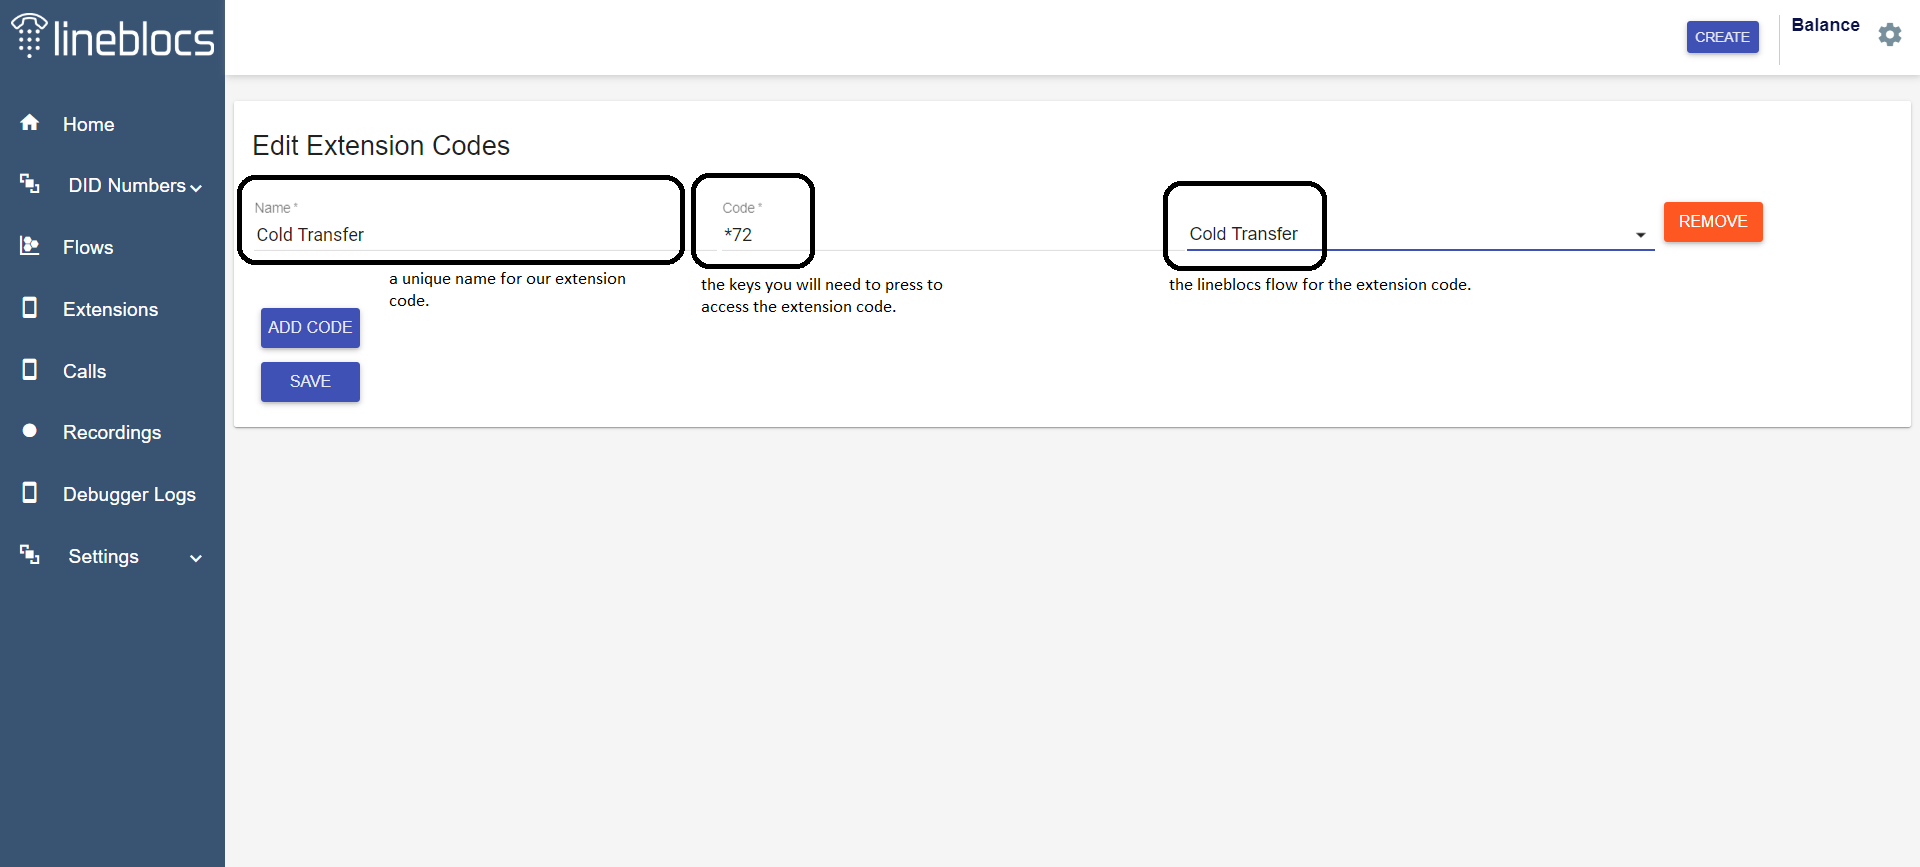 lineblocs
CREATE
Balance
Home
DID Numbers
Flows
Extensions
Calls
Recordings
Debugger Logs
Settings
Edit Extension Codes
Name *
Cold Transfer
Code *
*72
Cold Transfer
REMOVE
a unique name for our extension
code.
the keys you will need to press to
access the extension code.
the lineblocs flow for the extension code.
ADD CODE
SAVE